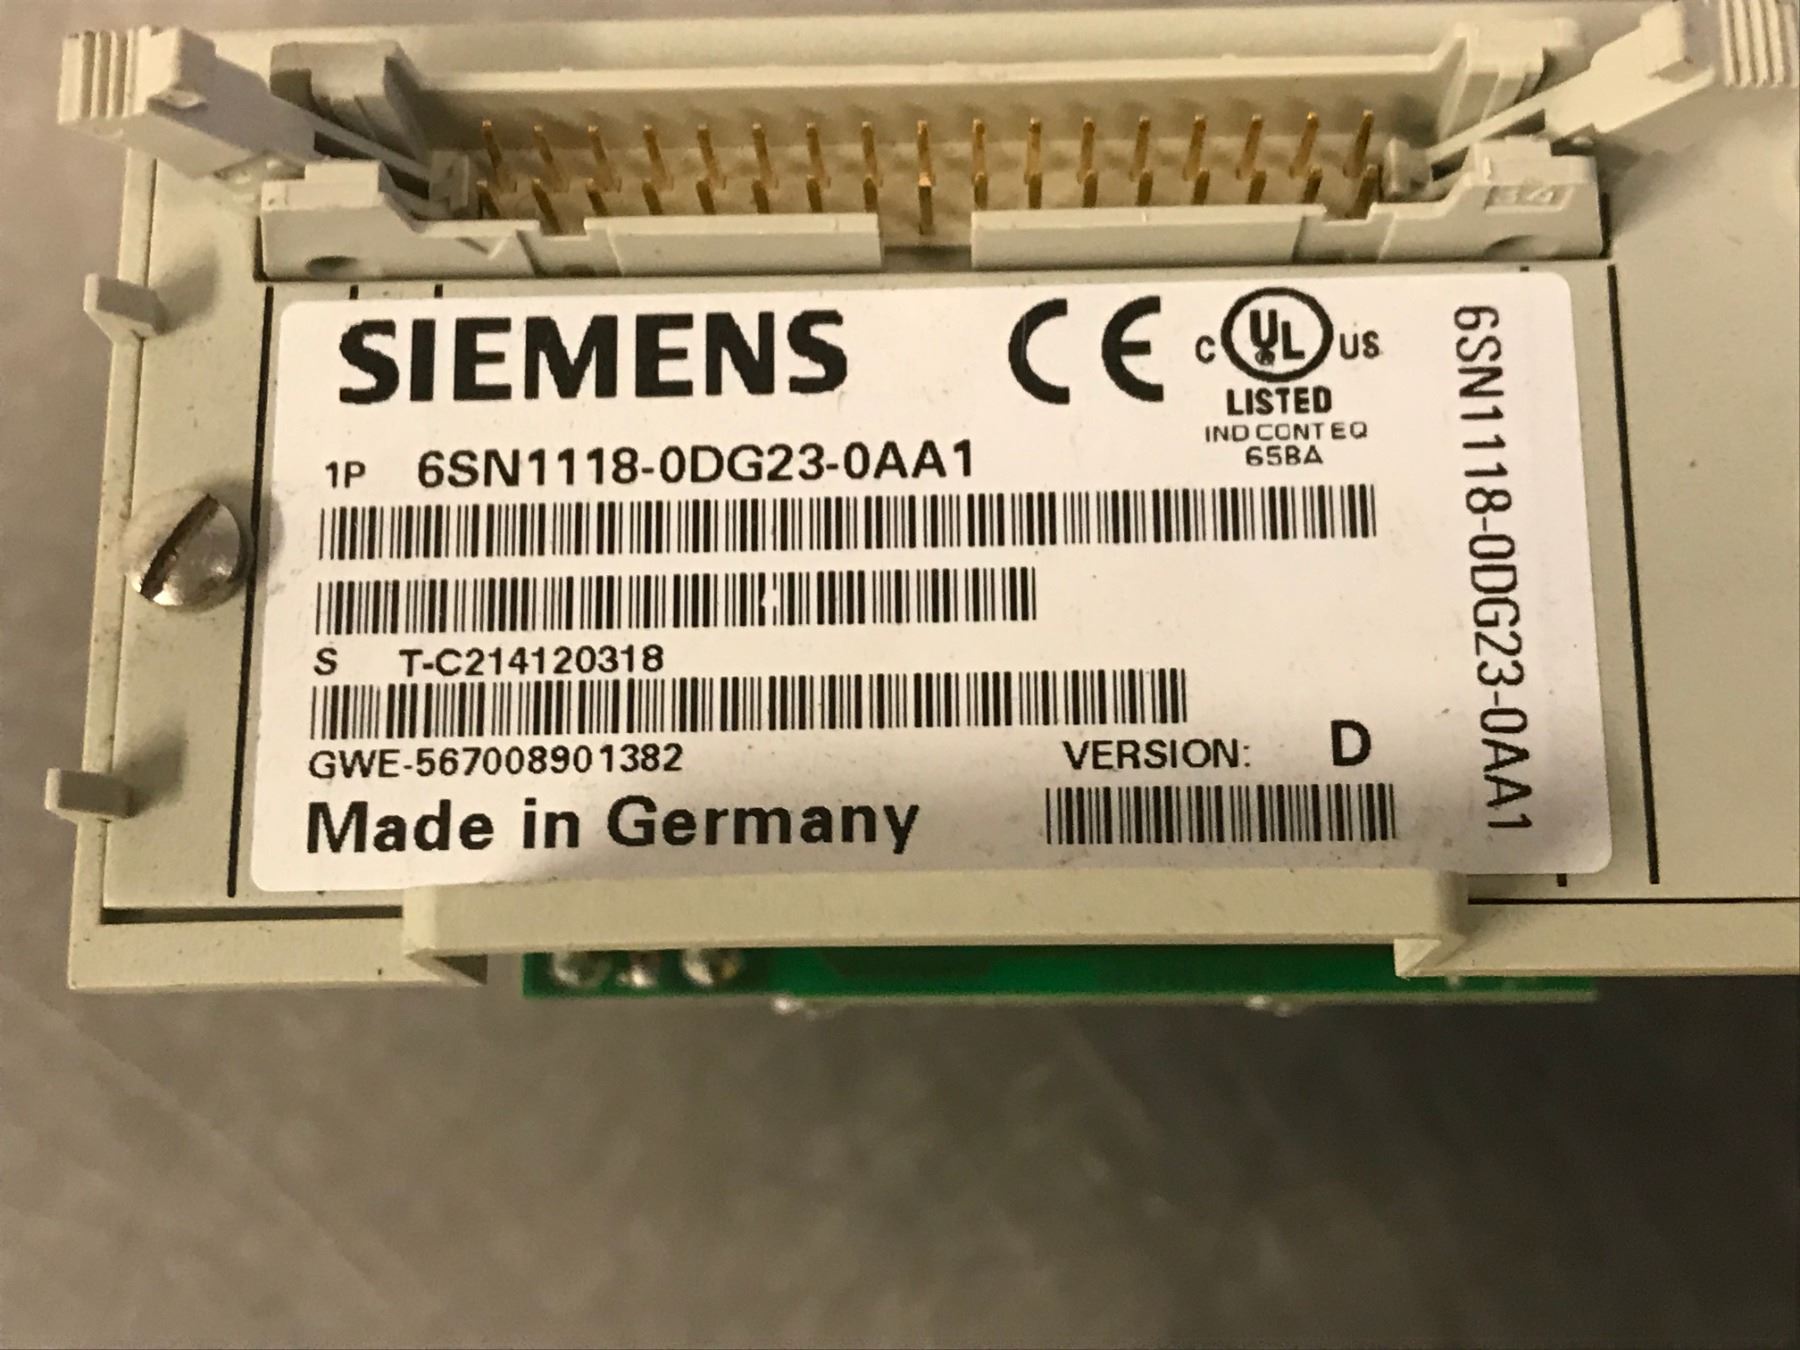 34
SIEMENS
CE
C UL US
LISTED
IND CONT EQ
65BA
1P 6SN1118-0DG23-0AA1
S T-C214120318
GWE-567008901382
VERSION: D
Made in Germany
6SN1118-0DG23-0AA1